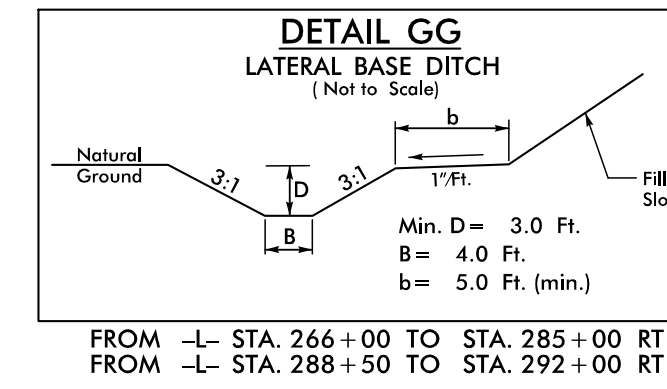 DETAIL GG
LATERAL BASE DITCH
( Not to Scale)
b
Natural
Ground
3:1
D
3:1
1"/Ft.
Fill
B
Min. D = 3.0 Ft.
B = 4.0 Ft.
b = 5.0 Ft. (min.)
FROM -L- STA. 266+00 TO STA. 285+00 RT
FROM -L- STA. 288+50 TO STA. 292+00 RT